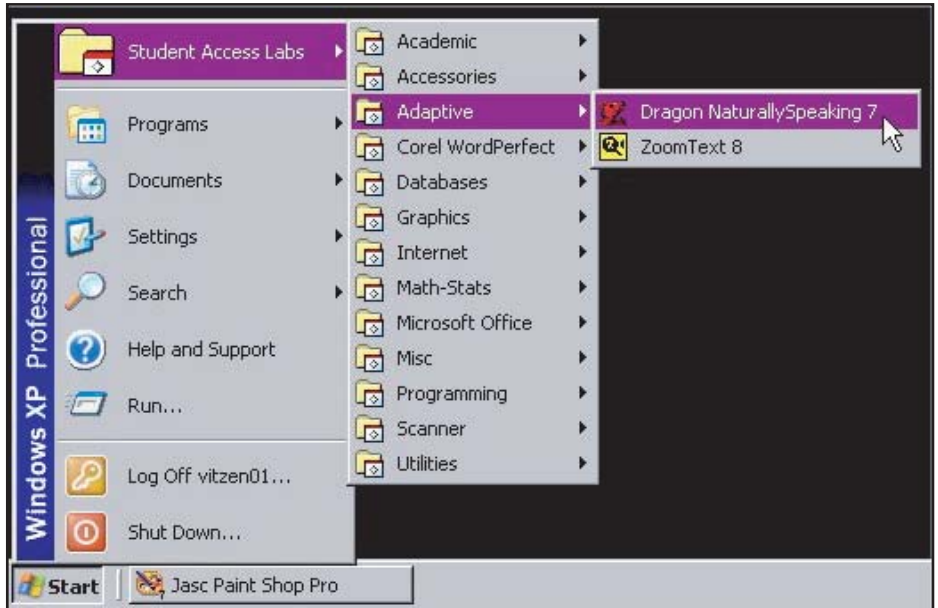 Windows XP Professional
Student Access Labs
Programs
Documents
Settings
Search
Help and Support
Run...
Log Off vitzen01...
Shut Down...
Academic
Accessories
Adaptive
Corel WordPerfect
Databases
Graphics
Internet
Math-Stats
Microsoft Office
Misc
Programming
Scanner
Utilities
Dragon NaturallySpeaking 7
ZoomText 8
Start
Jasc Paint Shop Pro